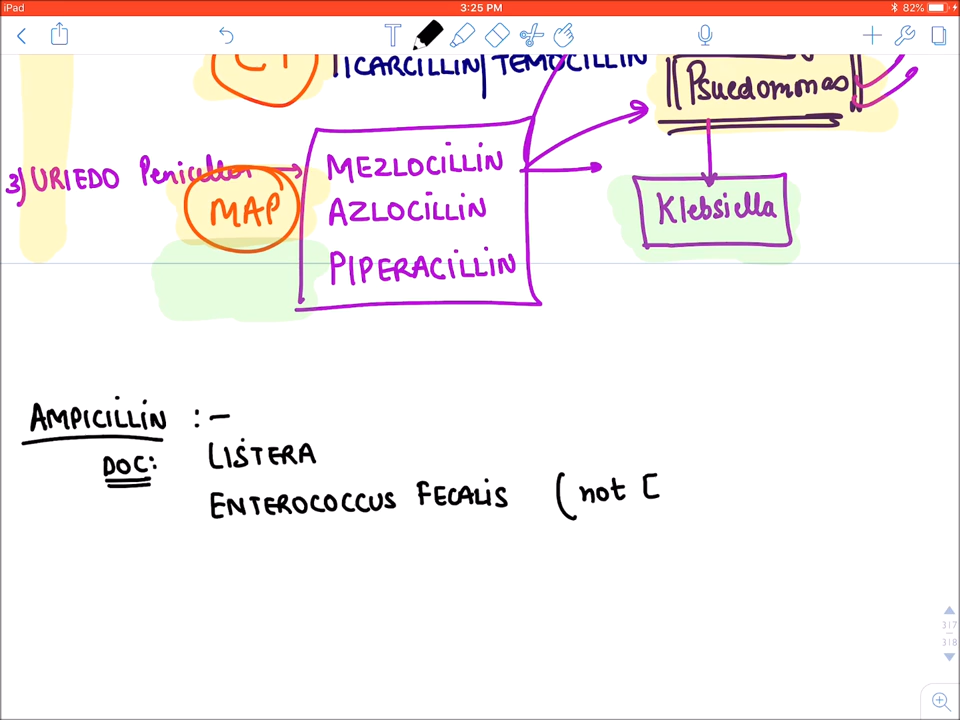 iPad 3:25 PM 82%
TICARCILLIN | TEMOCILLIN
Psuedomonas
3) URIEDO Penicillin MEZLOCILLIN
MAP AZLOCILLIN Klebsiella
PIPERACILLIN
AMPICILLIN :-
DOC: LISTERA
ENTEROCOCCUS FECALIS (not [
317
318